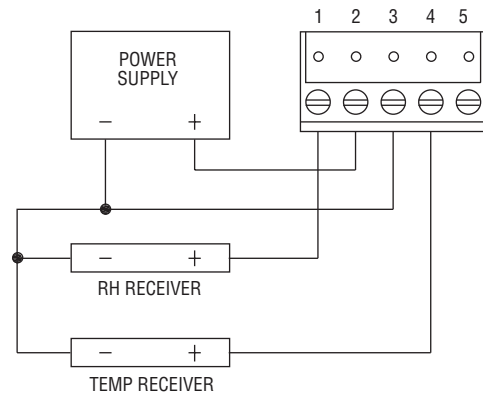 1 2 3 4 5
POWER
SUPPLY
– +
– +
RH RECEIVER
– +
TEMP RECEIVER